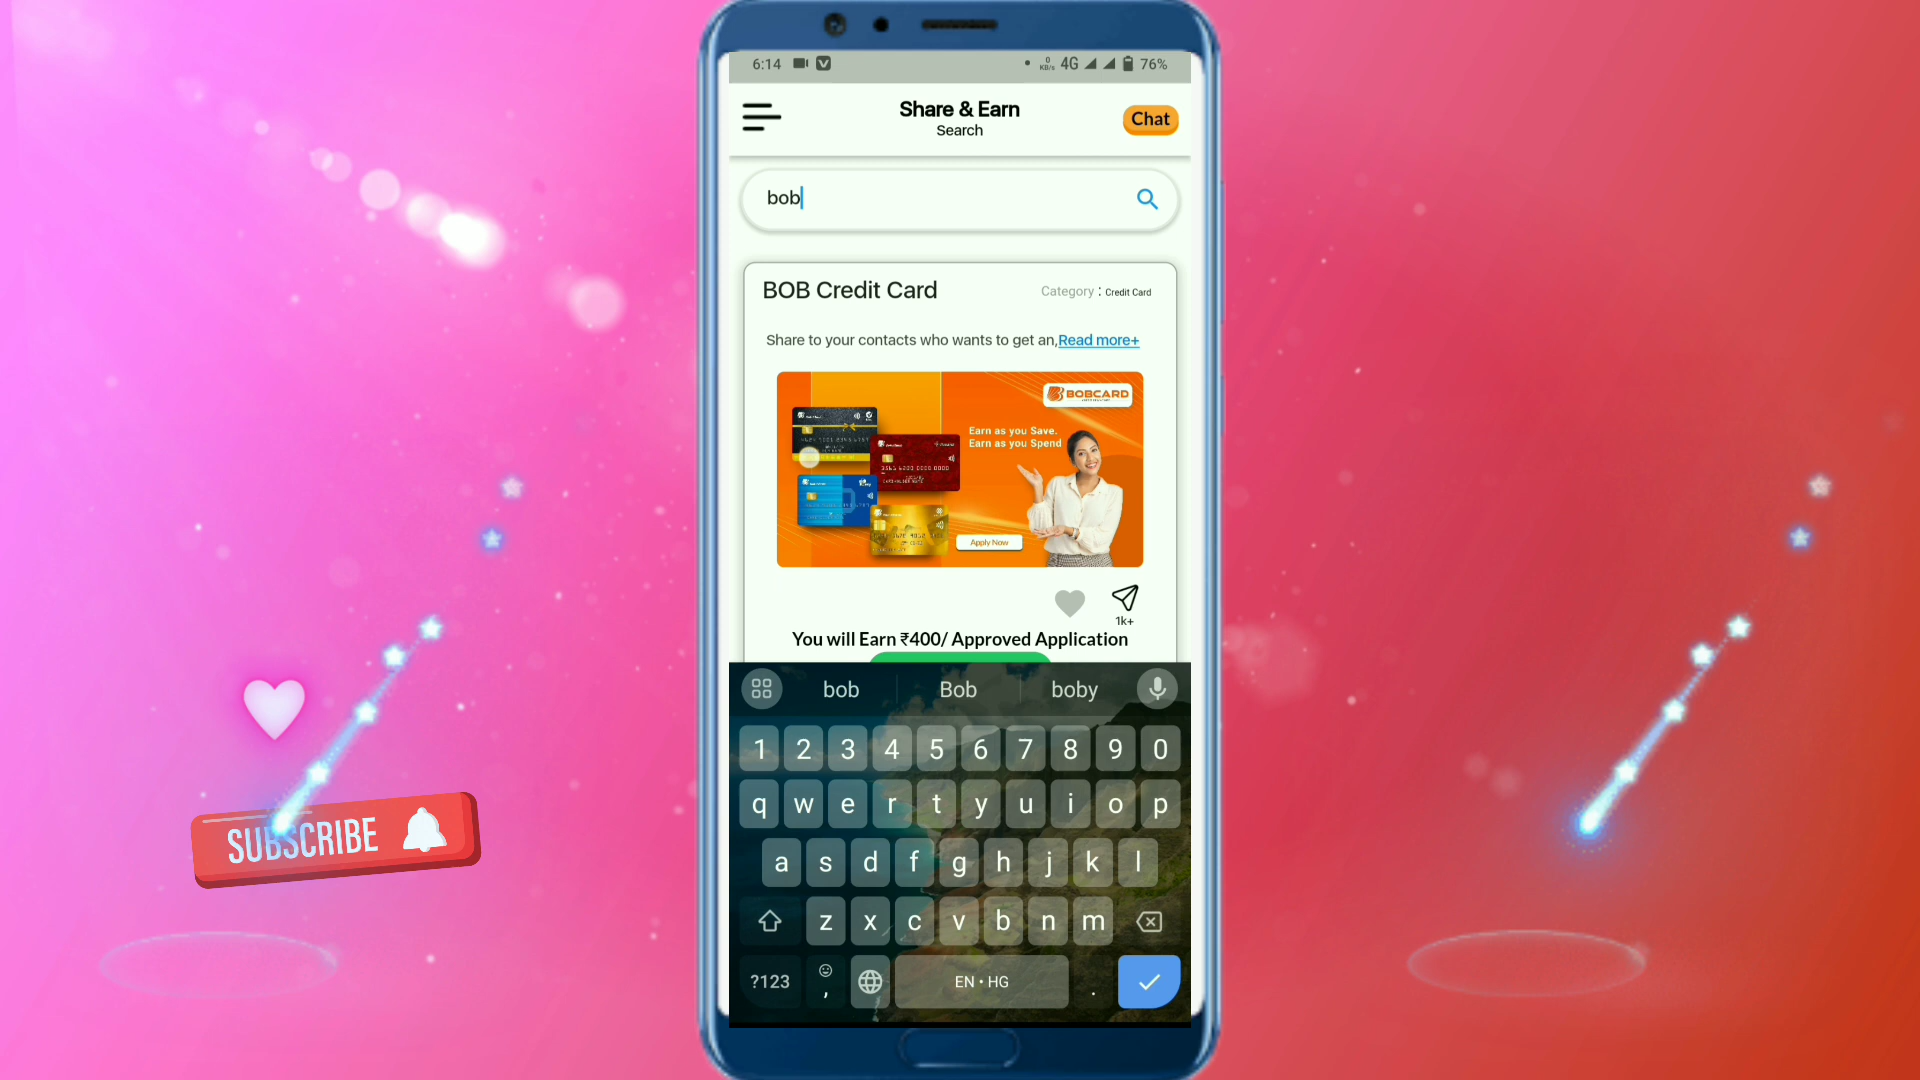 6:14
0 KB/s 4G 76%
Share & Earn
Search
Chat
bob
BOB Credit Card
Category : Credit Card
Share to your contacts who wants to get an,Read more+
BOBCARD
Earn as you Save.
Earn as you Spend
Apply Now
1k+
You will Earn ₹400/ Approved Application
bob Bob boby
1 2 3 4 5 6 7 8 9 0
q w e r t y u i o p
a s d f g h j k l
z x c v b n m
?123 , EN • HG .
SUBSCRIBE